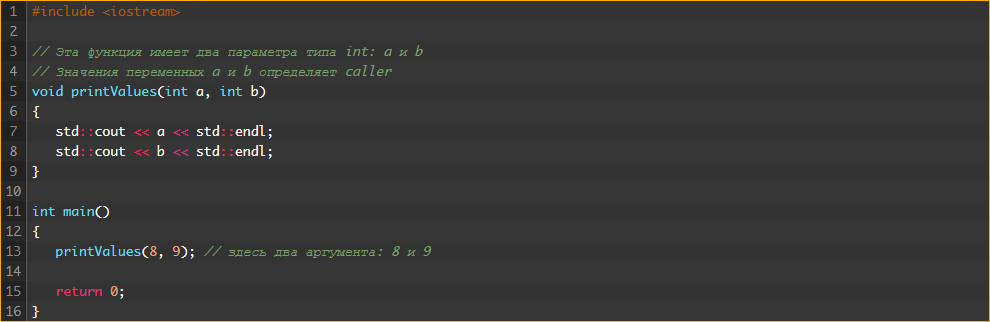 1 #include <iostream>
2
3 // Эта функция имеет два параметра типа int: a и b
4 // Значения переменных a и b определяет caller
5 void printValues(int a, int b)
6 {
7    std::cout << a << std::endl;
8    std::cout << b << std::endl;
9 }
10
11 int main()
12 {
13    printValues(8, 9); // здесь два аргумента: 8 и 9
14
15    return 0;
16 }